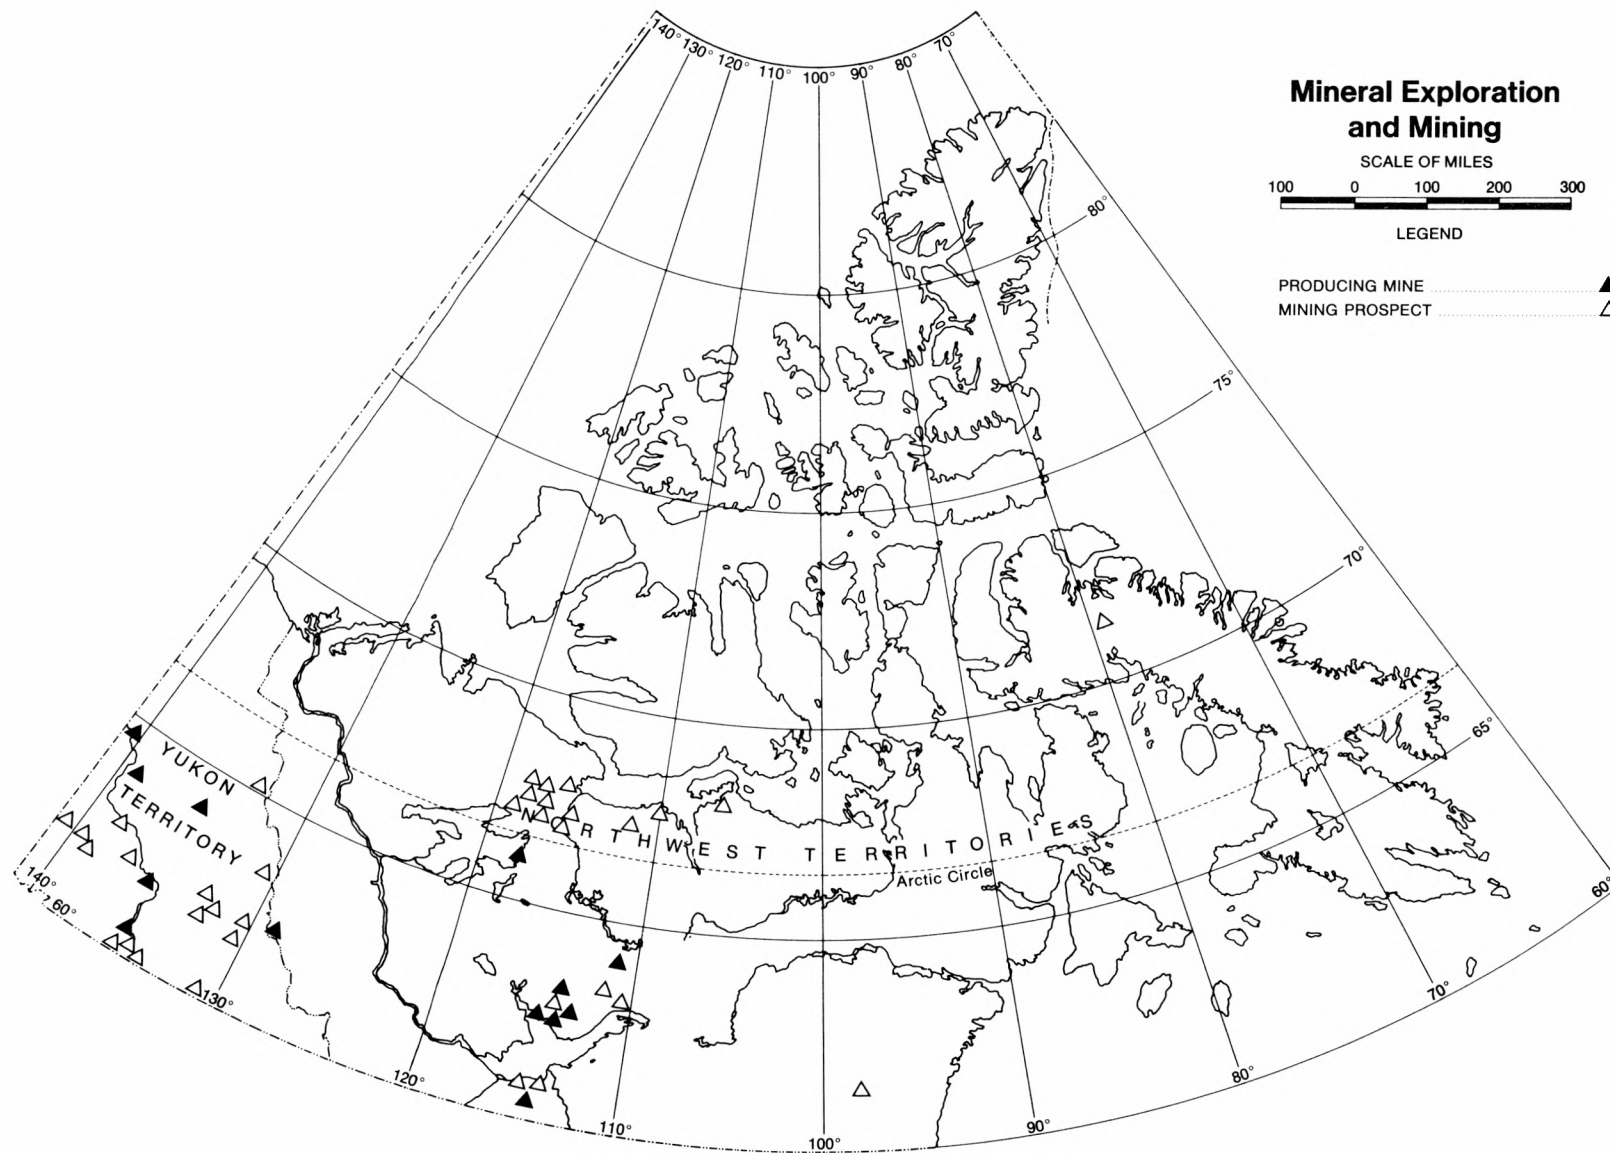 140° 130° 120° 110° 100° 90° 80° 70°
Mineral Exploration
and Mining
SCALE OF MILES
100 0 100 200 300
LEGEND
PRODUCING MINE
MINING PROSPECT
80°
75°
70°
65°
60°
YUKON
TERRITORY
NORTHWEST TERRITORIES
Arctic Circle
140°
60°
130°
120°
110°
100°
90°
80°
70°